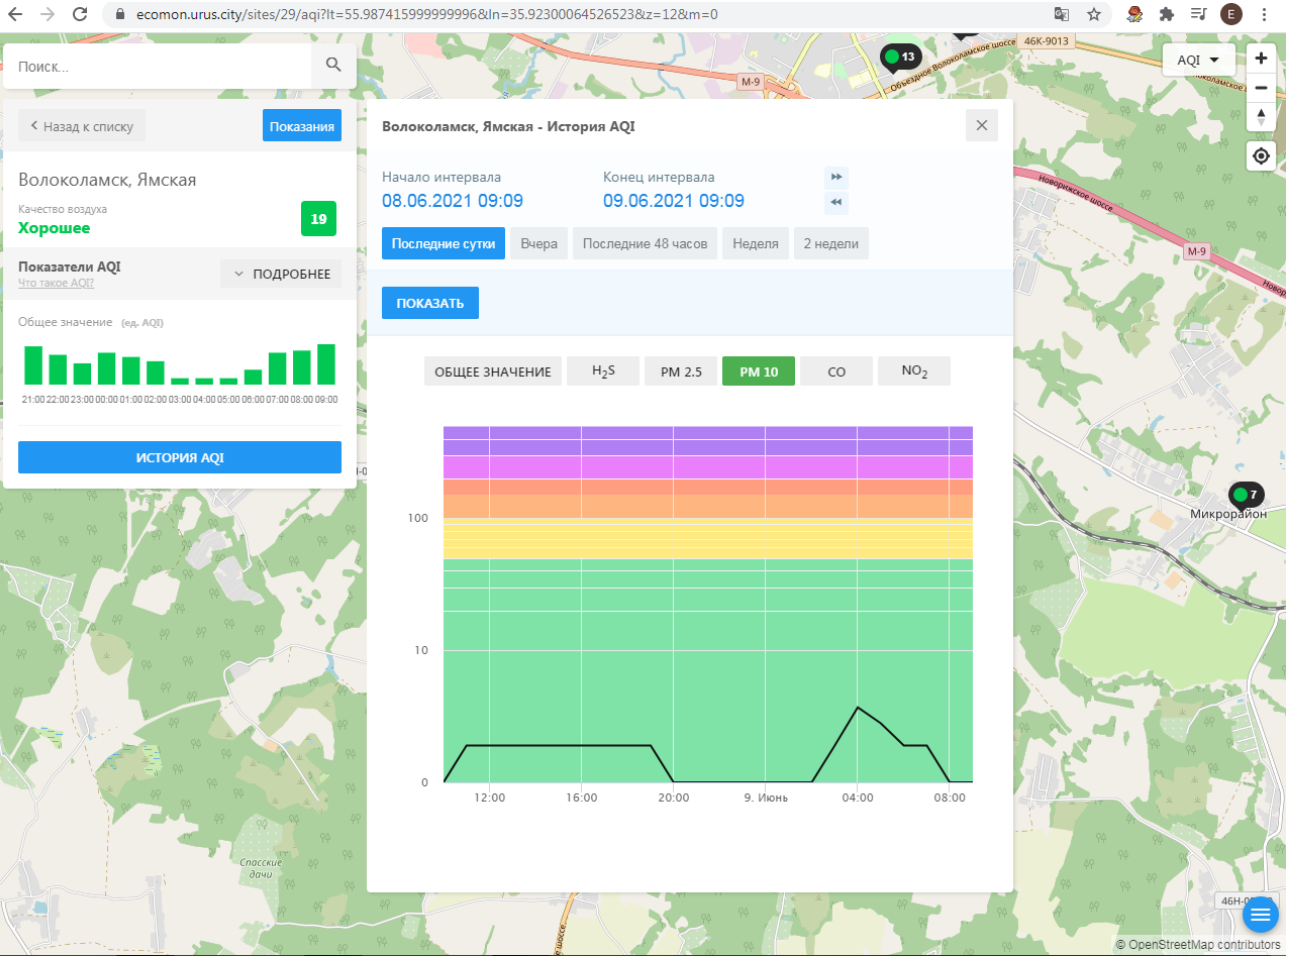 ecomon.urus.city/sites/29/aqi?lt=55.987415999999996&ln=35.92300064526523&z=12&m=0
E
Поиск...
AQI
13
46К-9013
Объездное Волоколамское шоссе
М-9
Назад к списку
Показания
Волоколамск, Ямская
Качество воздуха
Хорошее
19
Показатели AQI
Что такое AQI?
ПОДРОБНЕЕ
Общее значение (ед. AQI)
21:00 22:00 23:00 00:00 01:00 02:00 03:00 04:00 05:00 06:00 07:00 08:00 09:00
ИСТОРИЯ AQI
Волоколамск, Ямская - История AQI
Начало интервала
08.06.2021 09:09
Конец интервала
09.06.2021 09:09
Последние сутки
Вчера
Последние 48 часов
Неделя
2 недели
ПОКАЗАТЬ
ОБЩЕЕ ЗНАЧЕНИЕ
H2S
PM 2.5
PM 10
CO
NO2
100
10
0
12:00
16:00
20:00
9. Июнь
04:00
08:00
Новорижское шоссе
М-9
7
Микрорайон
Спасские
дачи
© OpenStreetMap contributors